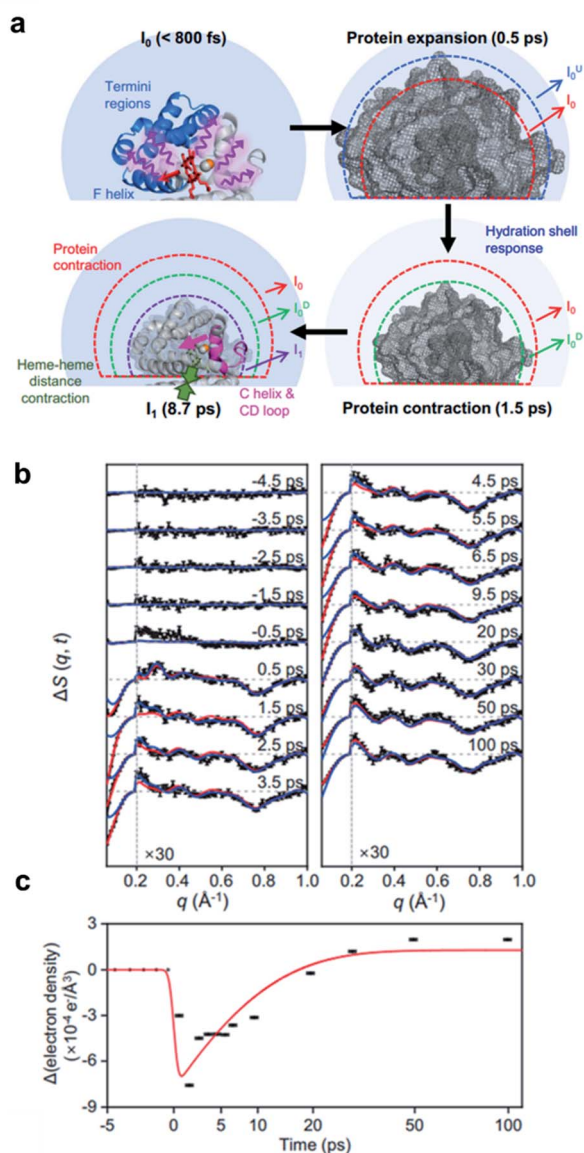 a
I₀ (< 800 fs)
Protein expansion (0.5 ps)
Termini
regions
F helix
I₀ᵁ
I₀
Hydration shell
response
Protein
contraction
I₀
I₀ᴰ
I₁
Heme-heme
distance
contraction
I₁ (8.7 ps)
C helix &
CD loop
I₀
I₀ᴰ
Protein contraction (1.5 ps)
b
ΔS (q, t)
-4.5 ps
-3.5 ps
-2.5 ps
-1.5 ps
-0.5 ps
0.5 ps
1.5 ps
2.5 ps
3.5 ps
×30
0.2 0.4 0.6 0.8 1.0
q (Å⁻¹)
4.5 ps
5.5 ps
6.5 ps
9.5 ps
20 ps
30 ps
50 ps
100 ps
×30
0.2 0.4 0.6 0.8 1.0
q (Å⁻¹)
c
Δ(electron density)
(×10⁻⁴ e⁻/Å³)
3
0
-3
-6
-9
-5 0 5 10 20 50 100
Time (ps)